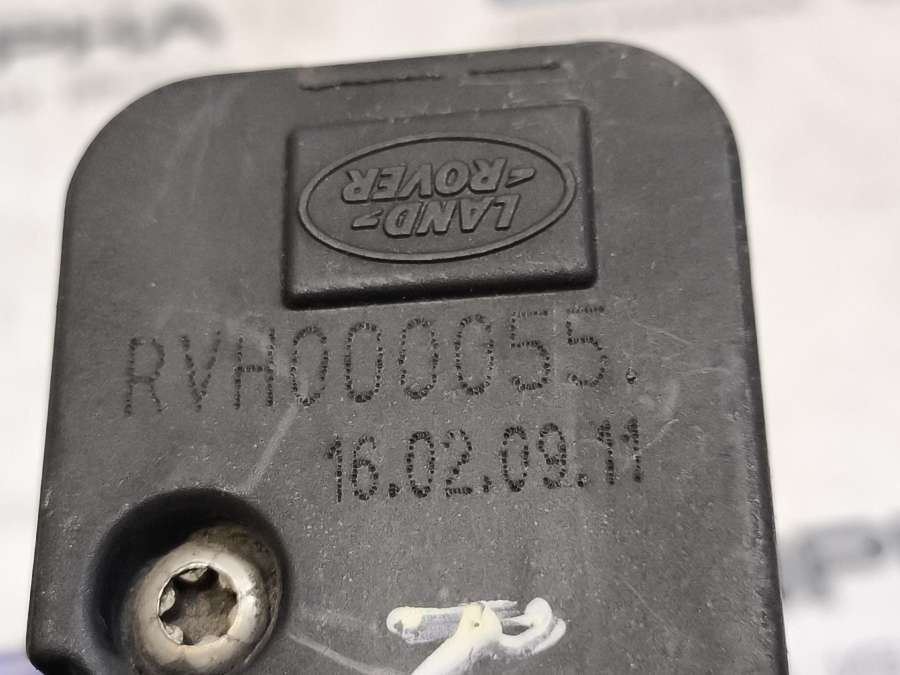 LAND-
-ROVER
RVH000055.
16.02.09.11